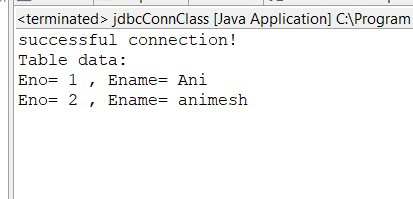 <terminated> jdbcConnClass [Java Application] C:\Program
successful connection!
Table data:
Eno= 1 , Ename= Ani
Eno= 2 , Ename= animesh